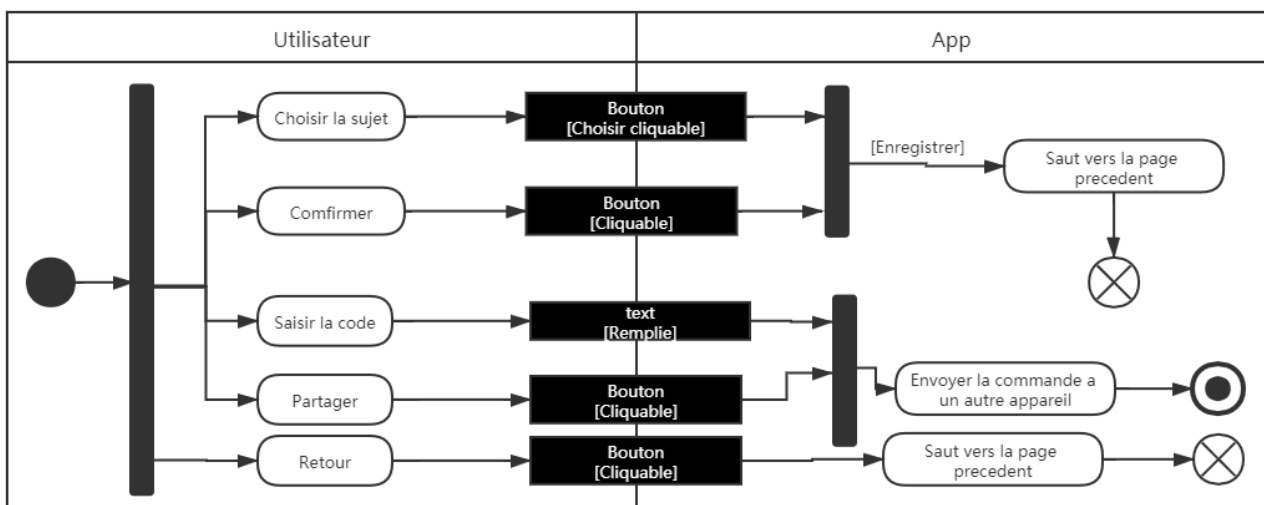 Utilisateur
App
Choisir la sujet
Bouton
[Choisir cliquable]
[Enregistrer]
Saut vers la page
precedent
Comfirmer
Bouton
[Cliquable]
Saisir la code
text
[Remplie]
Partager
Bouton
[Cliquable]
Envoyer la commande a
un autre appareil
Retour
Bouton
[Cliquable]
Saut vers la page
precedent